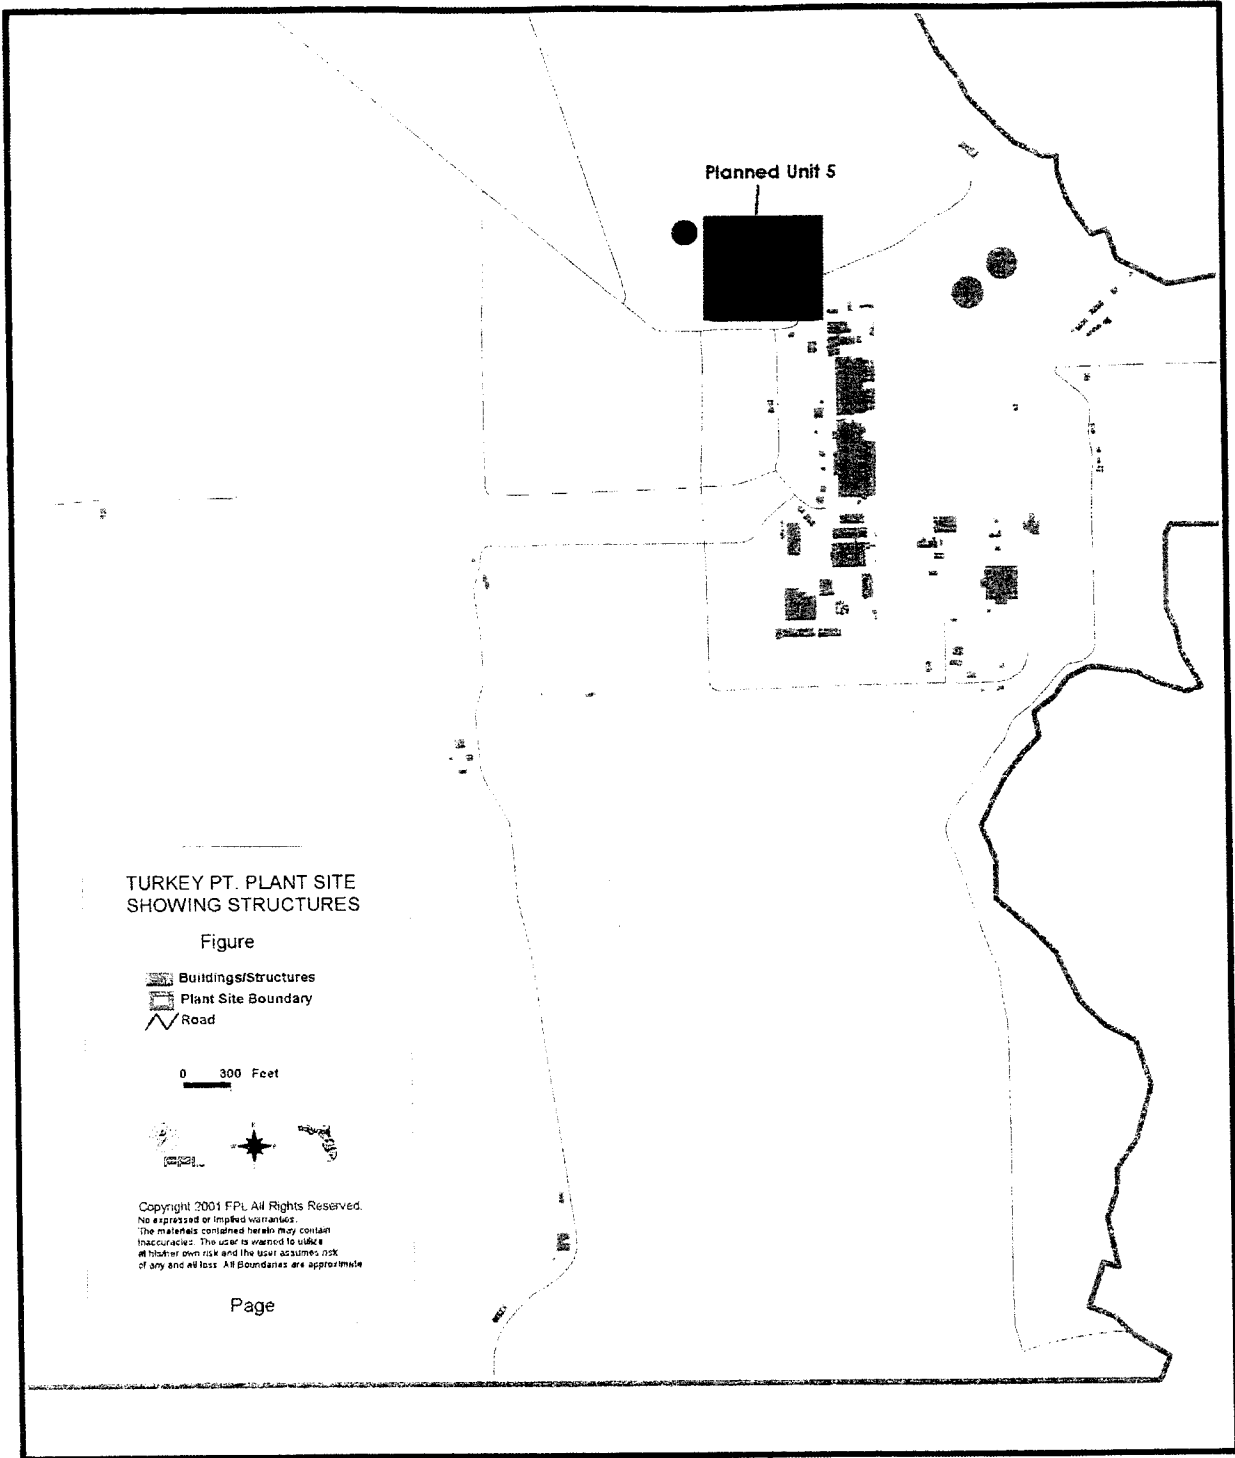 Planned Unit 5
TURKEY PT. PLANT SITE
SHOWING STRUCTURES
Figure
Buildings/Structures
Plant Site Boundary
Road
0 300 Feet
FPL
Copyright 2001 FPL All Rights Reserved.
No expressed or implied warranties.
The materials contained herein may contain
inaccuracies. The user is warned to utilize
at his/her own risk and the user assumes risk
of any and all loss. All Boundaries are approximate
Page